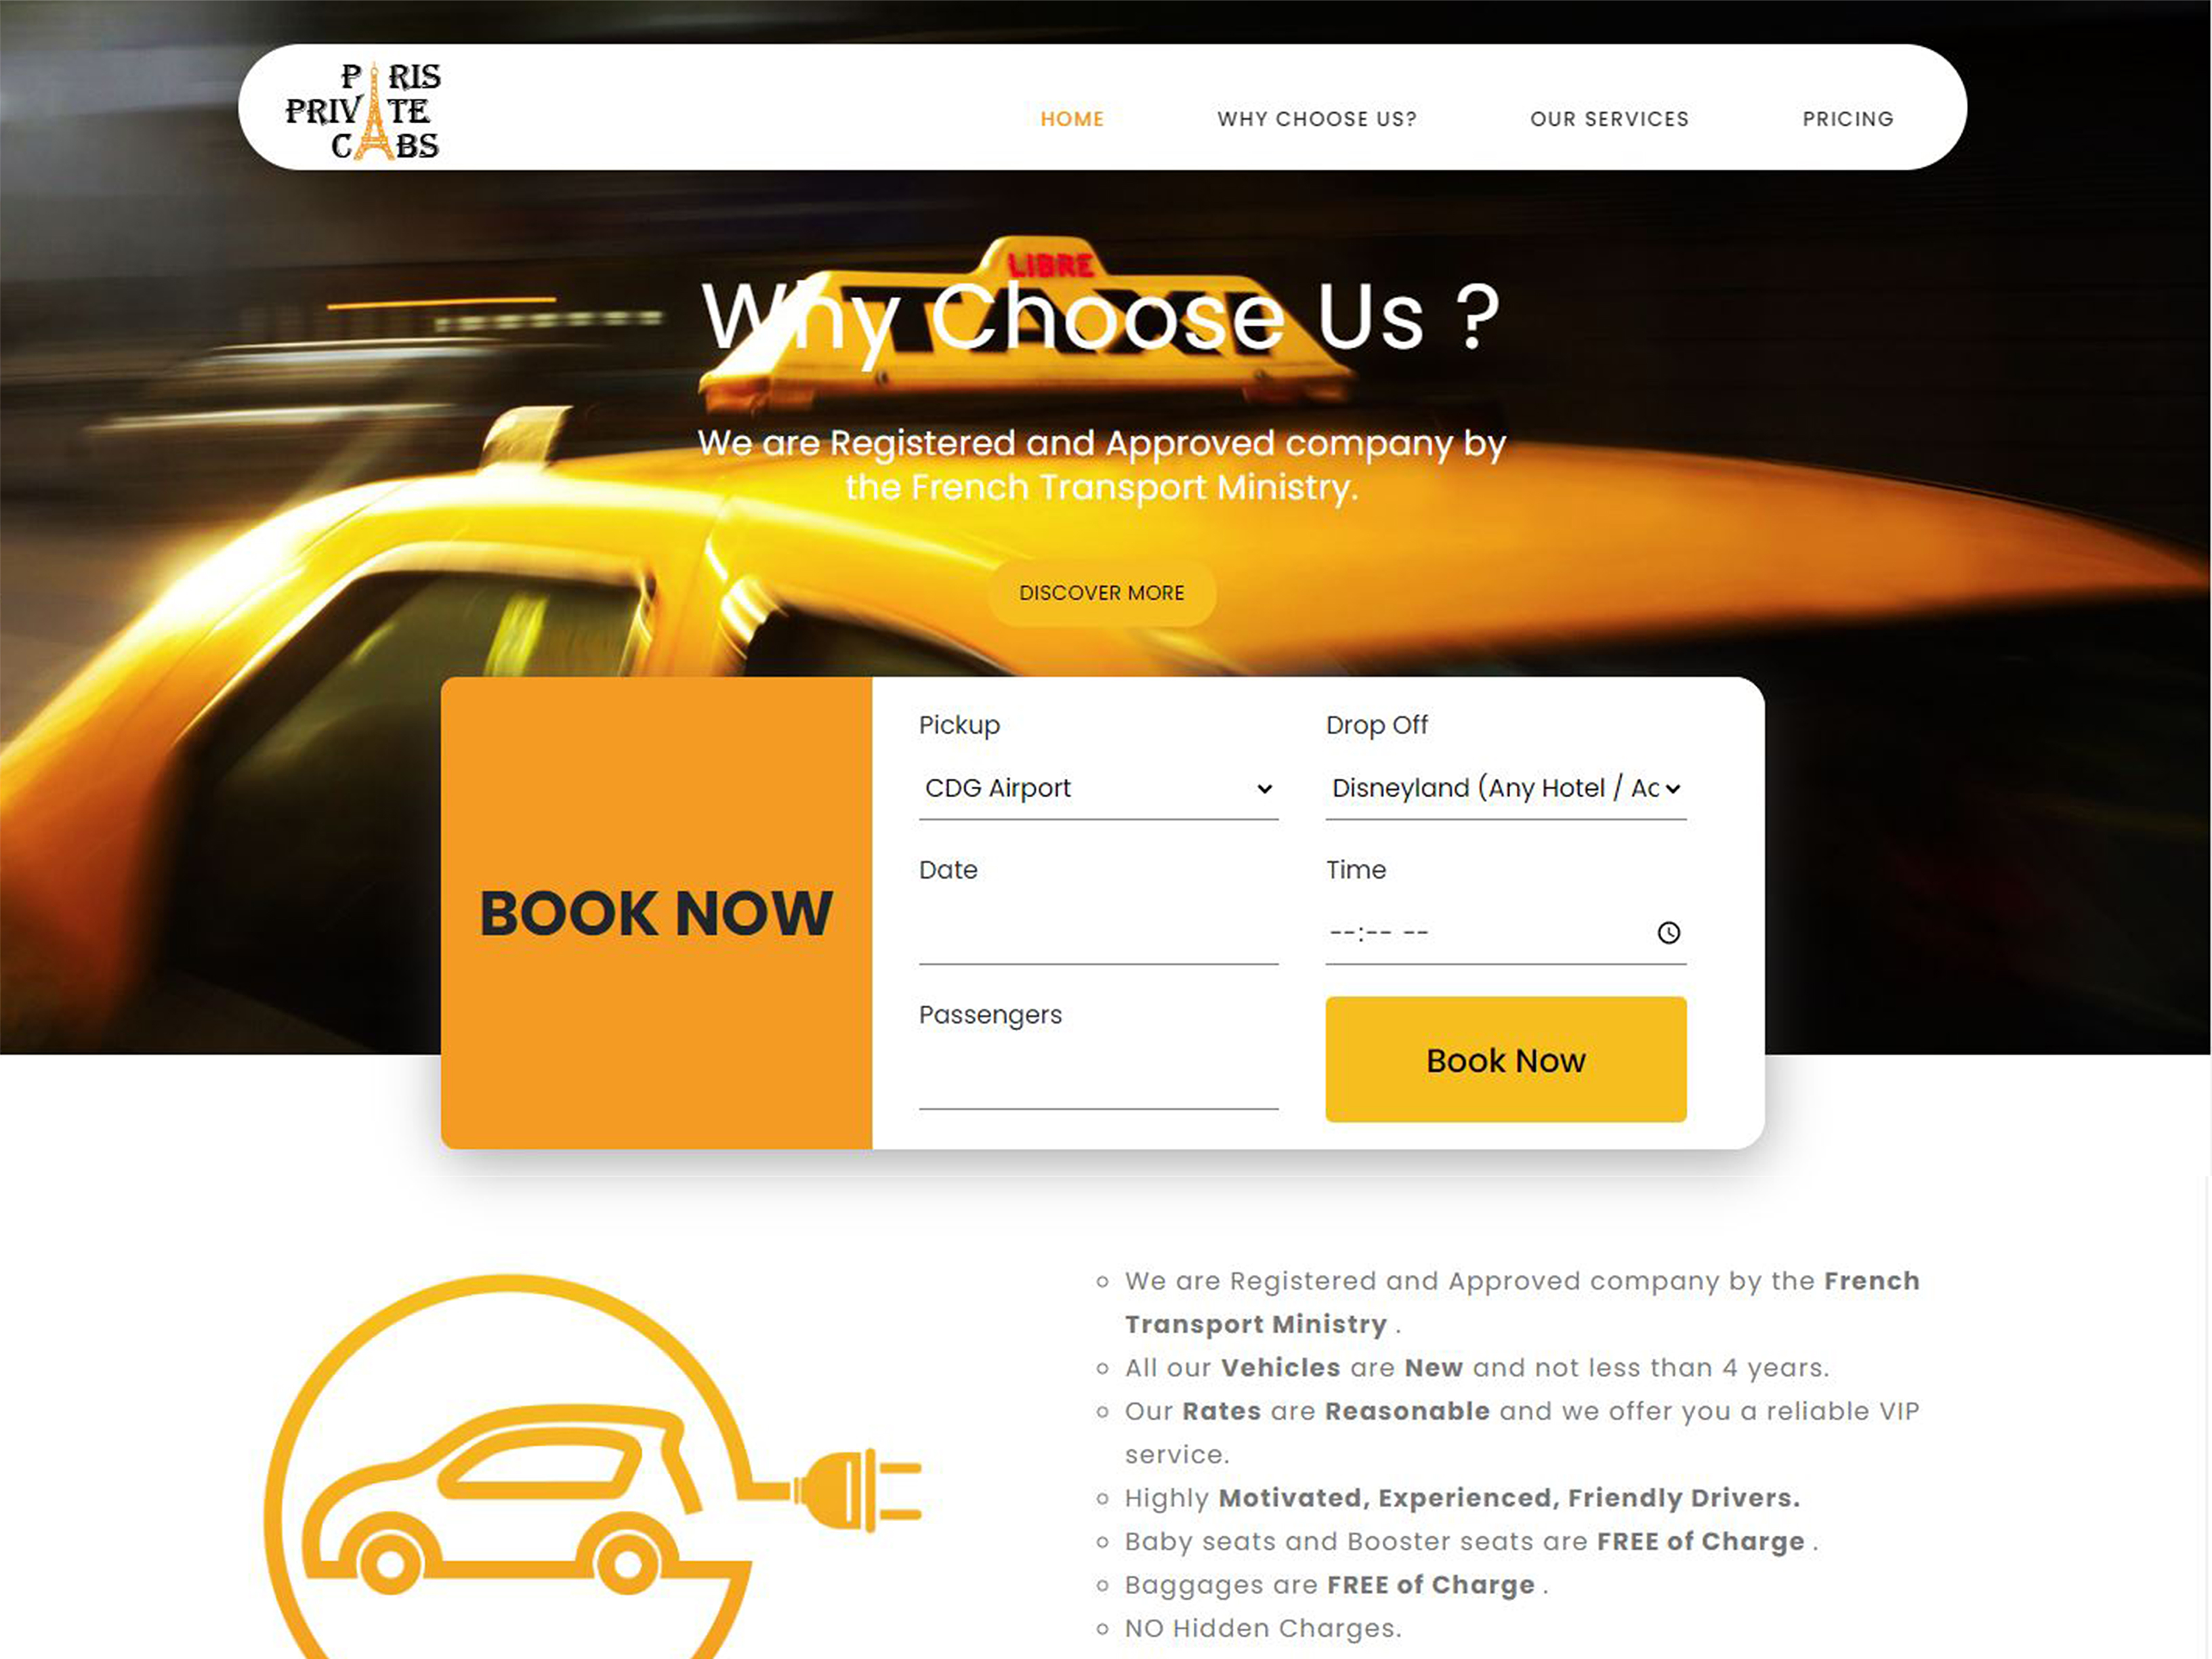 PARIS
PRIVATE
CABS
HOME
WHY CHOOSE US?
OUR SERVICES
PRICING
LIBRE
TAXI
Why Choose Us ?
We are Registered and Approved company by
the French Transport Ministry.
DISCOVER MORE
BOOK NOW
Pickup
Drop Off
CDG Airport
Disneyland (Any Hotel / Ac
Date
Time
--:-- --
Passengers
Book Now
We are Registered and Approved company by the French
Transport Ministry .
All our Vehicles are New and not less than 4 years.
Our Rates are Reasonable and we offer you a reliable VIP
service.
Highly Motivated, Experienced, Friendly Drivers.
Baby seats and Booster seats are FREE of Charge .
Baggages are FREE of Charge .
NO Hidden Charges.